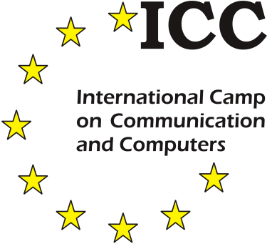 ICC
International Camp
on Communication
and Computers